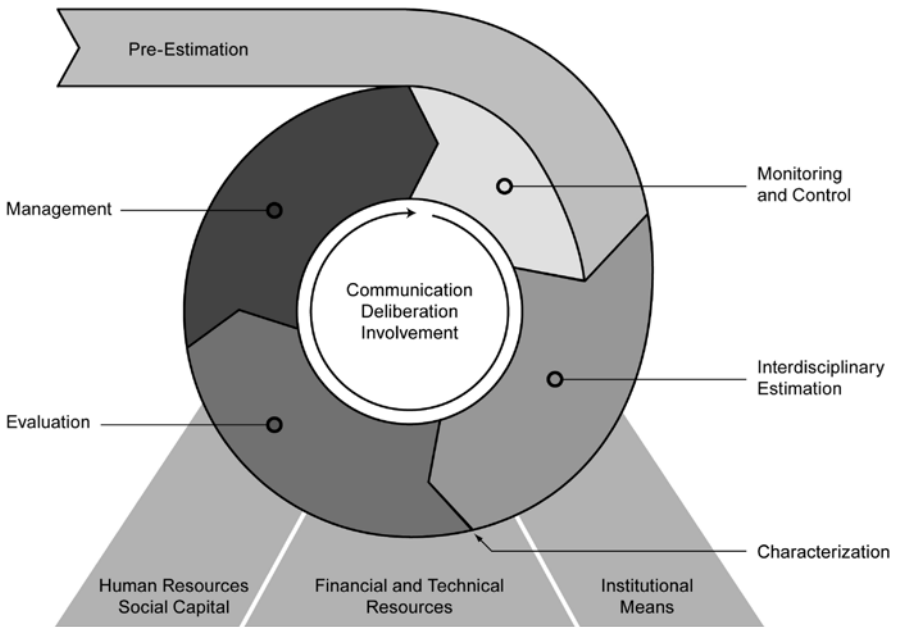 Pre-Estimation
Monitoring
and Control
Management
Communication
Deliberation
Involvement
Interdisciplinary
Estimation
Evaluation
Characterization
Human Resources
Social Capital
Financial and Technical
Resources
Institutional
Means